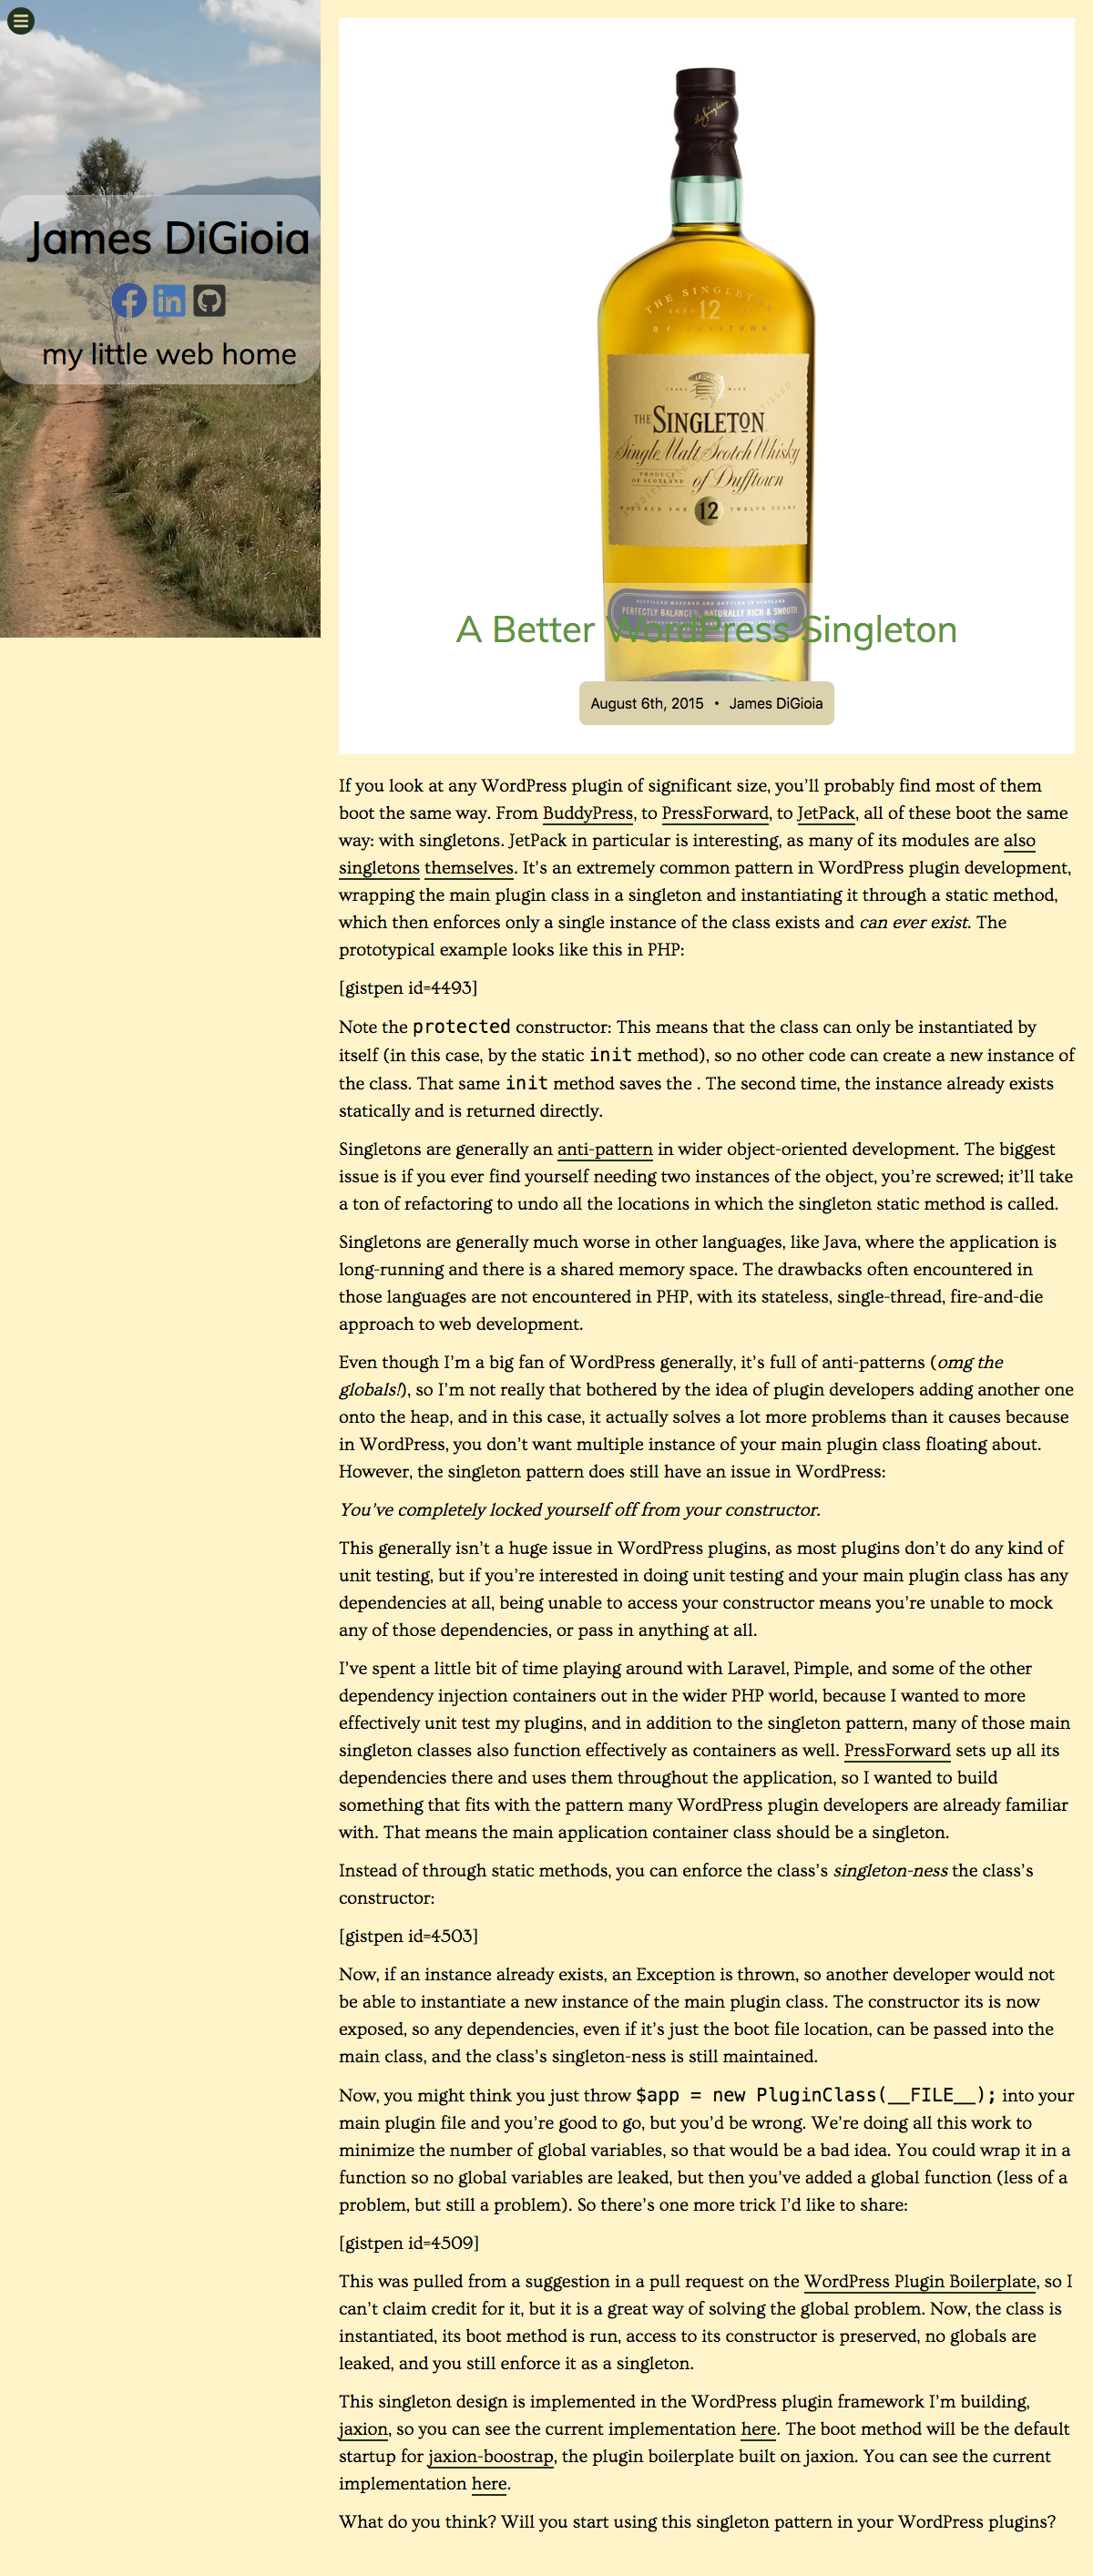 James DiGioia
my little web home
THE SINGLETON
12
OF DUFFTOWN
TRADE MARK
THE SINGLETON
Single Malt Scotch Whisky
PRODUCT
OF SCOTLAND
of Dufftown
MATURED FOR 12 TWELVE YEARS
PERFECTLY BALANCED, NATURALLY RICH & SMOOTH
A Better WordPress Singleton
August 6th, 2015 • James DiGioia
If you look at any WordPress plugin of significant size, you’ll probably find most of them
boot the same way. From BuddyPress, to PressForward, to JetPack, all of these boot the same
way: with singletons. JetPack in particular is interesting, as many of its modules are also
singletons themselves. It’s an extremely common pattern in WordPress plugin development,
wrapping the main plugin class in a singleton and instantiating it through a static method,
which then enforces only a single instance of the class exists and can ever exist. The
prototypical example looks like this in PHP:
[gistpen id=4493]
Note the protected constructor: This means that the class can only be instantiated by
itself (in this case, by the static init method), so no other code can create a new instance of
the class. That same init method saves the . The second time, the instance already exists
statically and is returned directly.
Singletons are generally an anti-pattern in wider object-oriented development. The biggest
issue is if you ever find yourself needing two instances of the object, you’re screwed; it’ll take
a ton of refactoring to undo all the locations in which the singleton static method is called.
Singletons are generally much worse in other languages, like Java, where the application is
long-running and there is a shared memory space. The drawbacks often encountered in
those languages are not encountered in PHP, with its stateless, single-thread, fire-and-die
approach to web development.
Even though I’m a big fan of WordPress generally, it’s full of anti-patterns (omg the
globals!), so I’m not really that bothered by the idea of plugin developers adding another one
onto the heap, and in this case, it actually solves a lot more problems than it causes because
in WordPress, you don’t want multiple instance of your main plugin class floating about.
However, the singleton pattern does still have an issue in WordPress:
You’ve completely locked yourself off from your constructor.
This generally isn’t a huge issue in WordPress plugins, as most plugins don’t do any kind of
unit testing, but if you’re interested in doing unit testing and your main plugin class has any
dependencies at all, being unable to access your constructor means you’re unable to mock
any of those dependencies, or pass in anything at all.
I’ve spent a little bit of time playing around with Laravel, Pimple, and some of the other
dependency injection containers out in the wider PHP world, because I wanted to more
effectively unit test my plugins, and in addition to the singleton pattern, many of those main
singleton classes also function effectively as containers as well. PressForward sets up all its
dependencies there and uses them throughout the application, so I wanted to build
something that fits with the pattern many WordPress plugin developers are already familiar
with. That means the main application container class should be a singleton.
Instead of through static methods, you can enforce the class’s singleton-ness the class’s
constructor:
[gistpen id=4503]
Now, if an instance already exists, an Exception is thrown, so another developer would not
be able to instantiate a new instance of the main plugin class. The constructor its is now
exposed, so any dependencies, even if it’s just the boot file location, can be passed into the
main class, and the class’s singleton-ness is still maintained.
Now, you might think you just throw $app = new PluginClass(__FILE__); into your
main plugin file and you’re good to go, but you’d be wrong. We’re doing all this work to
minimize the number of global variables, so that would be a bad idea. You could wrap it in a
function so no global variables are leaked, but then you’ve added a global function (less of a
problem, but still a problem). So there’s one more trick I’d like to share:
[gistpen id=4509]
This was pulled from a suggestion in a pull request on the WordPress Plugin Boilerplate, so I
can’t claim credit for it, but it is a great way of solving the global problem. Now, the class is
instantiated, its boot method is run, access to its constructor is preserved, no globals are
leaked, and you still enforce it as a singleton.
This singleton design is implemented in the WordPress plugin framework I’m building,
jaxion, so you can see the current implementation here. The boot method will be the default
startup for jaxion-boostrap, the plugin boilerplate built on jaxion. You can see the current
implementation here.
What do you think? Will you start using this singleton pattern in your WordPress plugins?